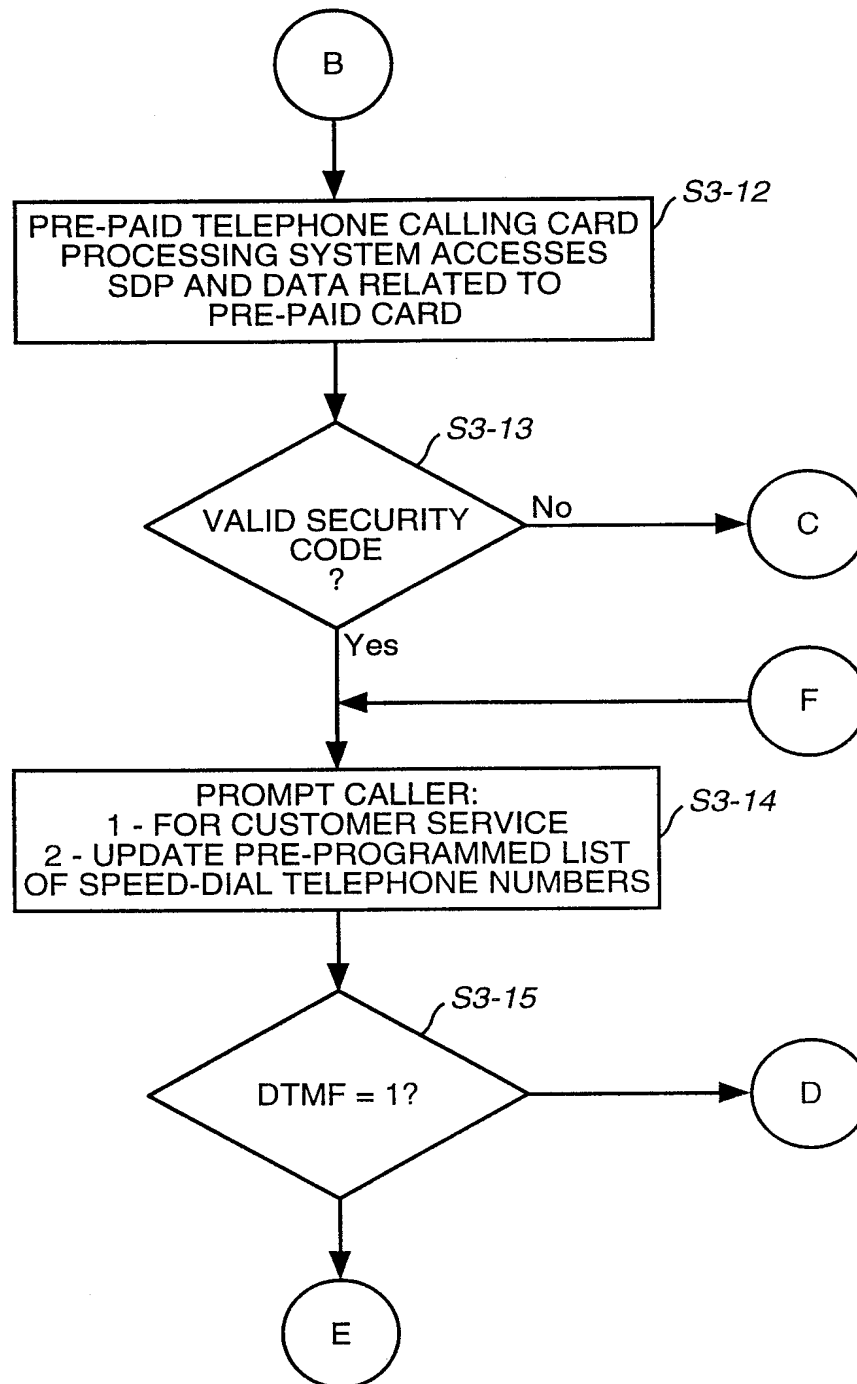 B
S3-12
PRE-PAID TELEPHONE CALLING CARD
PROCESSING SYSTEM ACCESSES
SDP AND DATA RELATED TO
PRE-PAID CARD
S3-13
VALID SECURITY
CODE
?
No
C
Yes
F
PROMPT CALLER:
1 - FOR CUSTOMER SERVICE
2 - UPDATE PRE-PROGRAMMED LIST
OF SPEED-DIAL TELEPHONE NUMBERS
S3-14
S3-15
DTMF = 1?
D
E